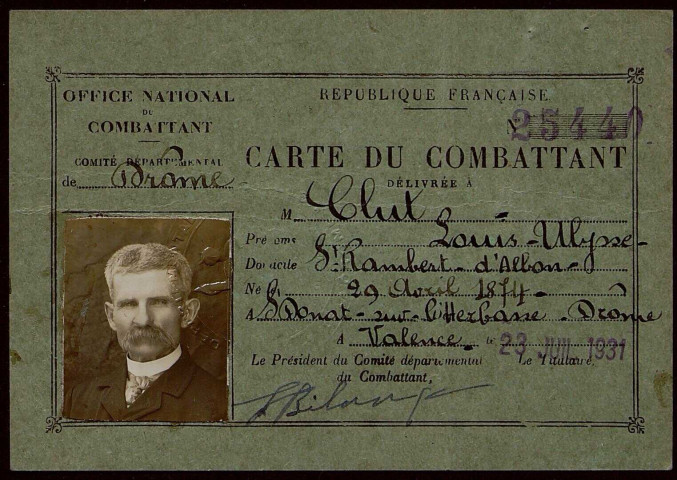 OFFICE NATIONAL
DU
COMBATTANT
COMITÉ DÉPARTEMENTAL
de Drôme
RÉPUBLIQUE FRANÇAISE
N 25440
CARTE DU COMBATTANT
DÉLIVRÉE À
M Clut
Prénoms Louis-Ulysse-
Domicile St Rambert-d'Albon-
Né le 29 Avril 1874-
à St Donat-sur-l'Herbasse-Drôme
A Valence le 23 JUIL 1931
Le Président du Comité départemental
du Combattant,
Le Titulaire,